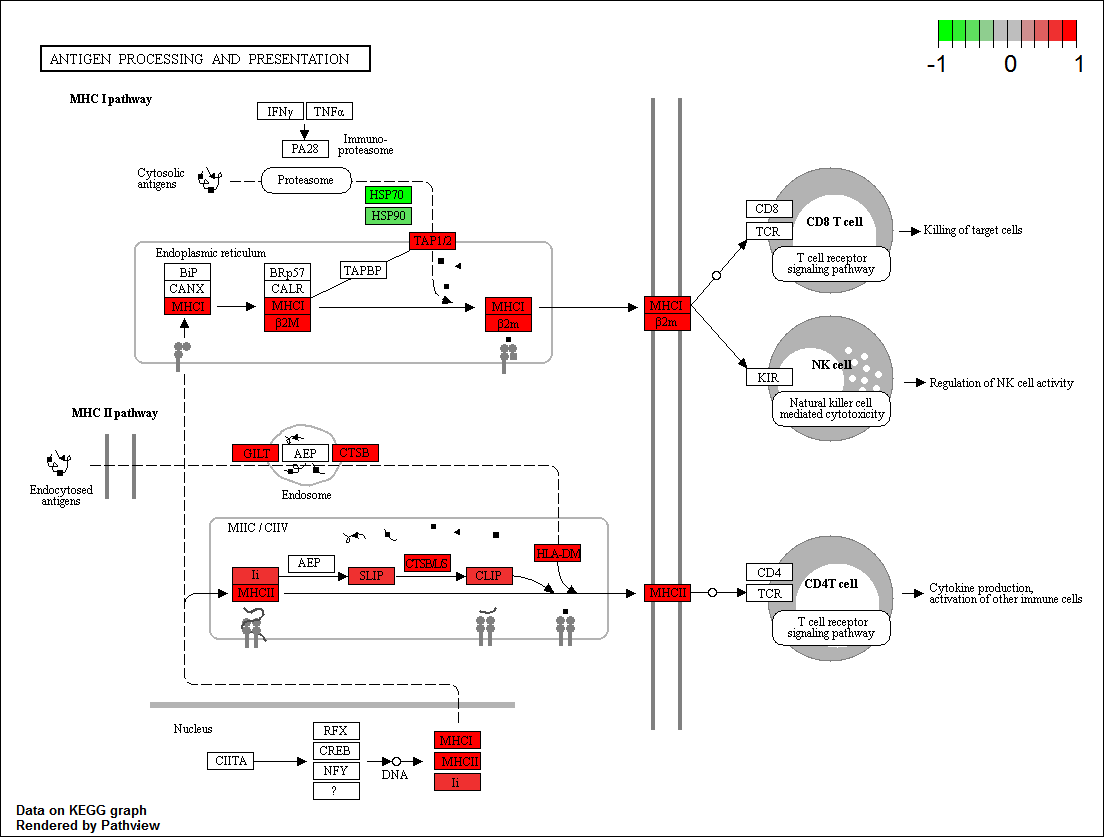 -1 0 1
ANTIGEN PROCESSING AND PRESENTATION
MHC I pathway
IFNγ TNFα
PA28
Immuno-
proteasome
Cytosolic
antigens
Proteasome
HSP70
HSP90
TAP1/2
Endoplasmic reticulum
BiP
CANX
MHCI
BRp57
CALR
MHCI
β2M
TAPBP
MHCI
β2m
MHCI
β2m
CD8
TCR
CD8 T cell
T cell receptor
signaling pathway
Killing of target cells
KIR
NK cell
Natural killer cell
mediated cytotoxicity
Regulation of NK cell activity
MHC II pathway
Endocytosed
antigens
GILT AEP CTSB
Endosome
MIIC / CIIV
Ii
MHCII
AEP
SLIP
CTSB/LS
CLIP
HLA-DM
MHCII
CD4
TCR
CD4T cell
T cell receptor
signaling pathway
Cytokine production,
activation of other immune cells
Nucleus
CIITA
RFX
CREB
NFY
?
DNA
MHCI
MHCII
Ii
Data on KEGG graph
Rendered by Pathview